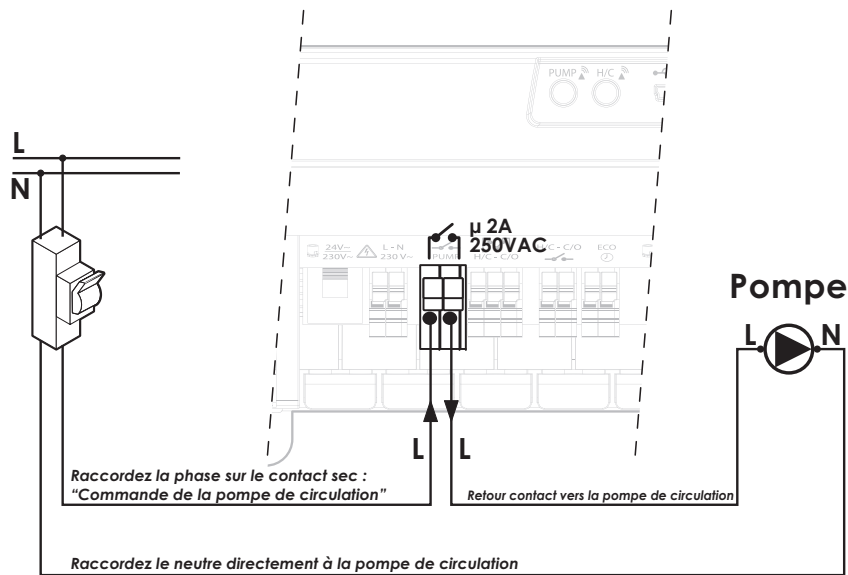 PUMP H/C
L
N
µ 2A
250VAC
24V⎓ L - N H/C - C/O ECO
230V~ 230 V~ PUMP H/C - C/O
Pompe
L N
L L
Raccordez la phase sur le contact sec :
“Commande de la pompe de circulation”
Retour contact vers la pompe de circulation
Raccordez le neutre directement à la pompe de circulation